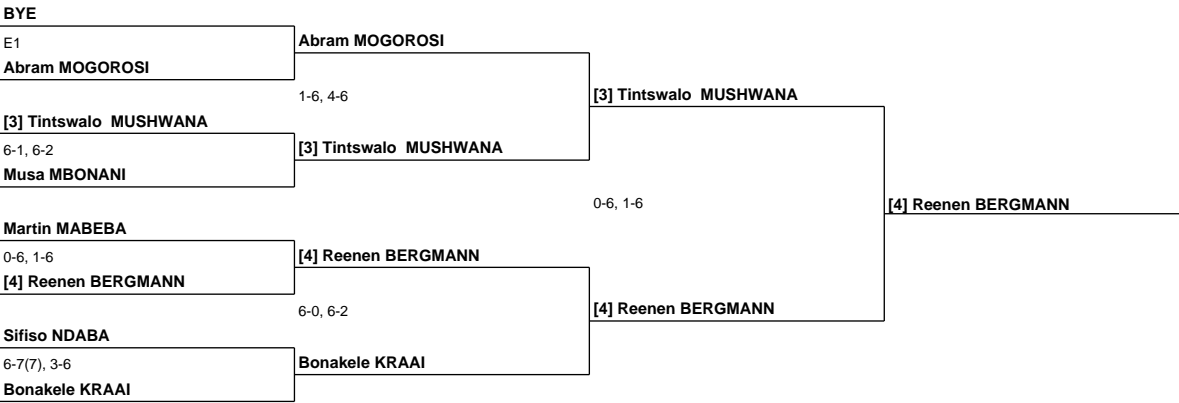 BYE
E1
Abram MOGOROSI
Abram MOGOROSI
1-6, 4-6
[3] Tintswalo  MUSHWANA
[3] Tintswalo  MUSHWANA
6-1, 6-2
[3] Tintswalo  MUSHWANA
Musa MBONANI
0-6, 1-6
[4] Reenen BERGMANN
Martin MABEBA
0-6, 1-6
[4] Reenen BERGMANN
[4] Reenen BERGMANN
6-0, 6-2
[4] Reenen BERGMANN
Sifiso NDABA
6-7(7), 3-6
Bonakele KRAAI
Bonakele KRAAI